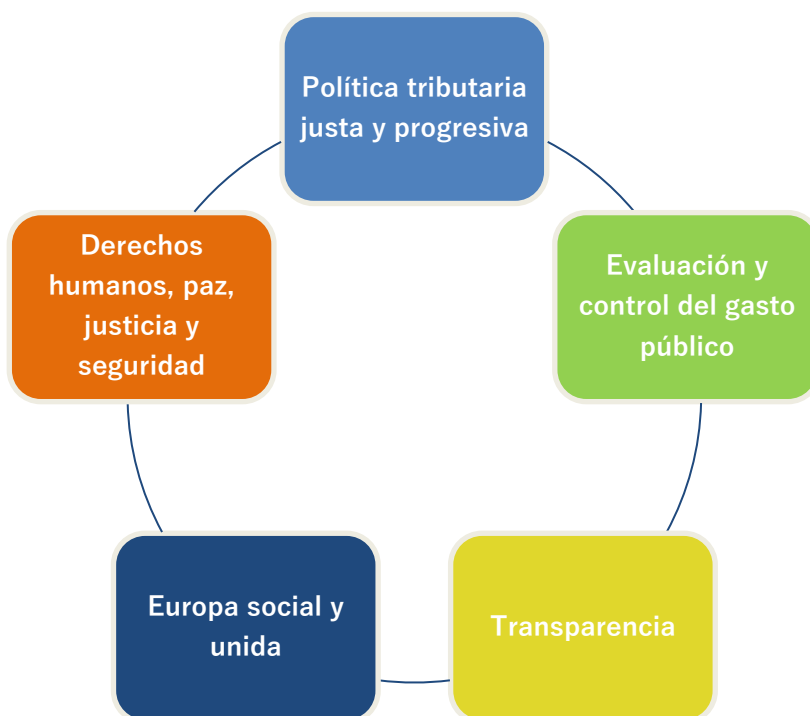 Política tributaria
justa y progresiva
Derechos
humanos, paz,
justicia y
seguridad
Evaluación y
control del gasto
público
Europa social y
unida
Transparencia